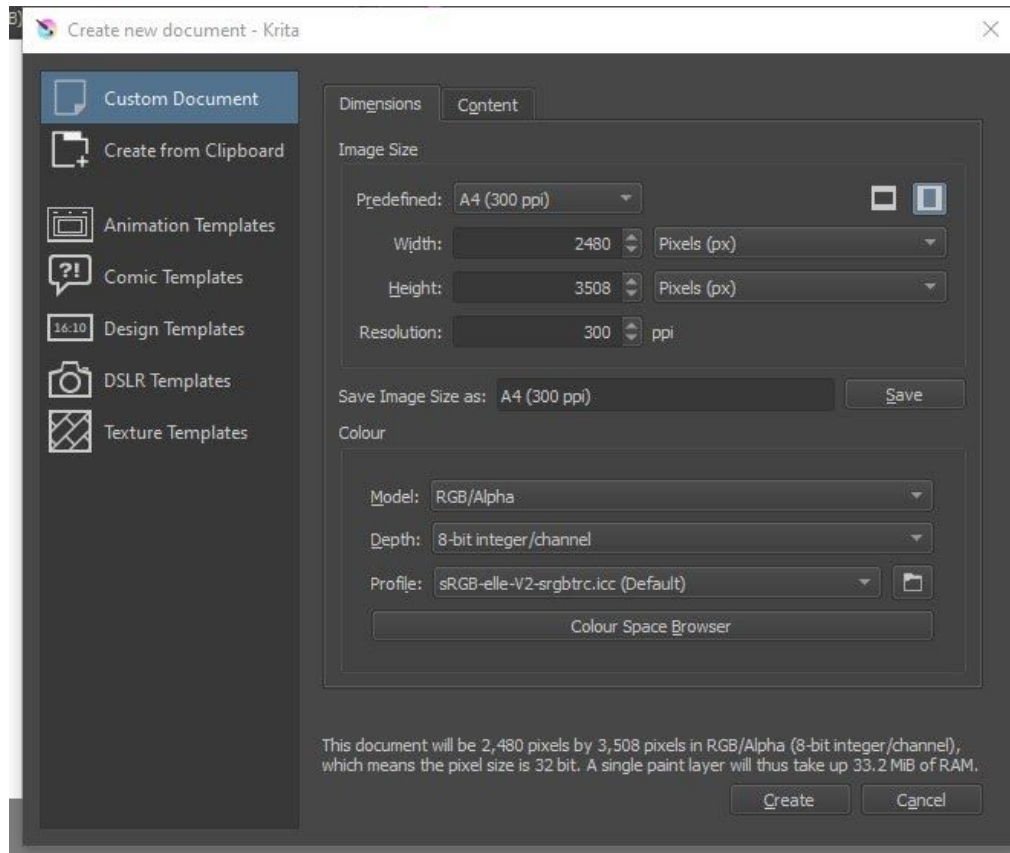 B)
Create new document - Krita
Custom Document
Create from Clipboard
Animation Templates
?!
Comic Templates
16:10
Design Templates
DSLR Templates
Texture Templates
Dimensions Content
Image Size
Predefined: A4 (300 ppi)
Width: 2480 Pixels (px)
Height: 3508 Pixels (px)
Resolution: 300 ppi
Save Image Size as: A4 (300 ppi) Save
Colour
Model: RGB/Alpha
Depth: 8-bit integer/channel
Profile: sRGB-elle-V2-srgbtrc.icc (Default)
Colour Space Browser
This document will be 2,480 pixels by 3,508 pixels in RGB/Alpha (8-bit integer/channel),
which means the pixel size is 32 bit. A single paint layer will thus take up 33.2 MiB of RAM.
Create Cancel